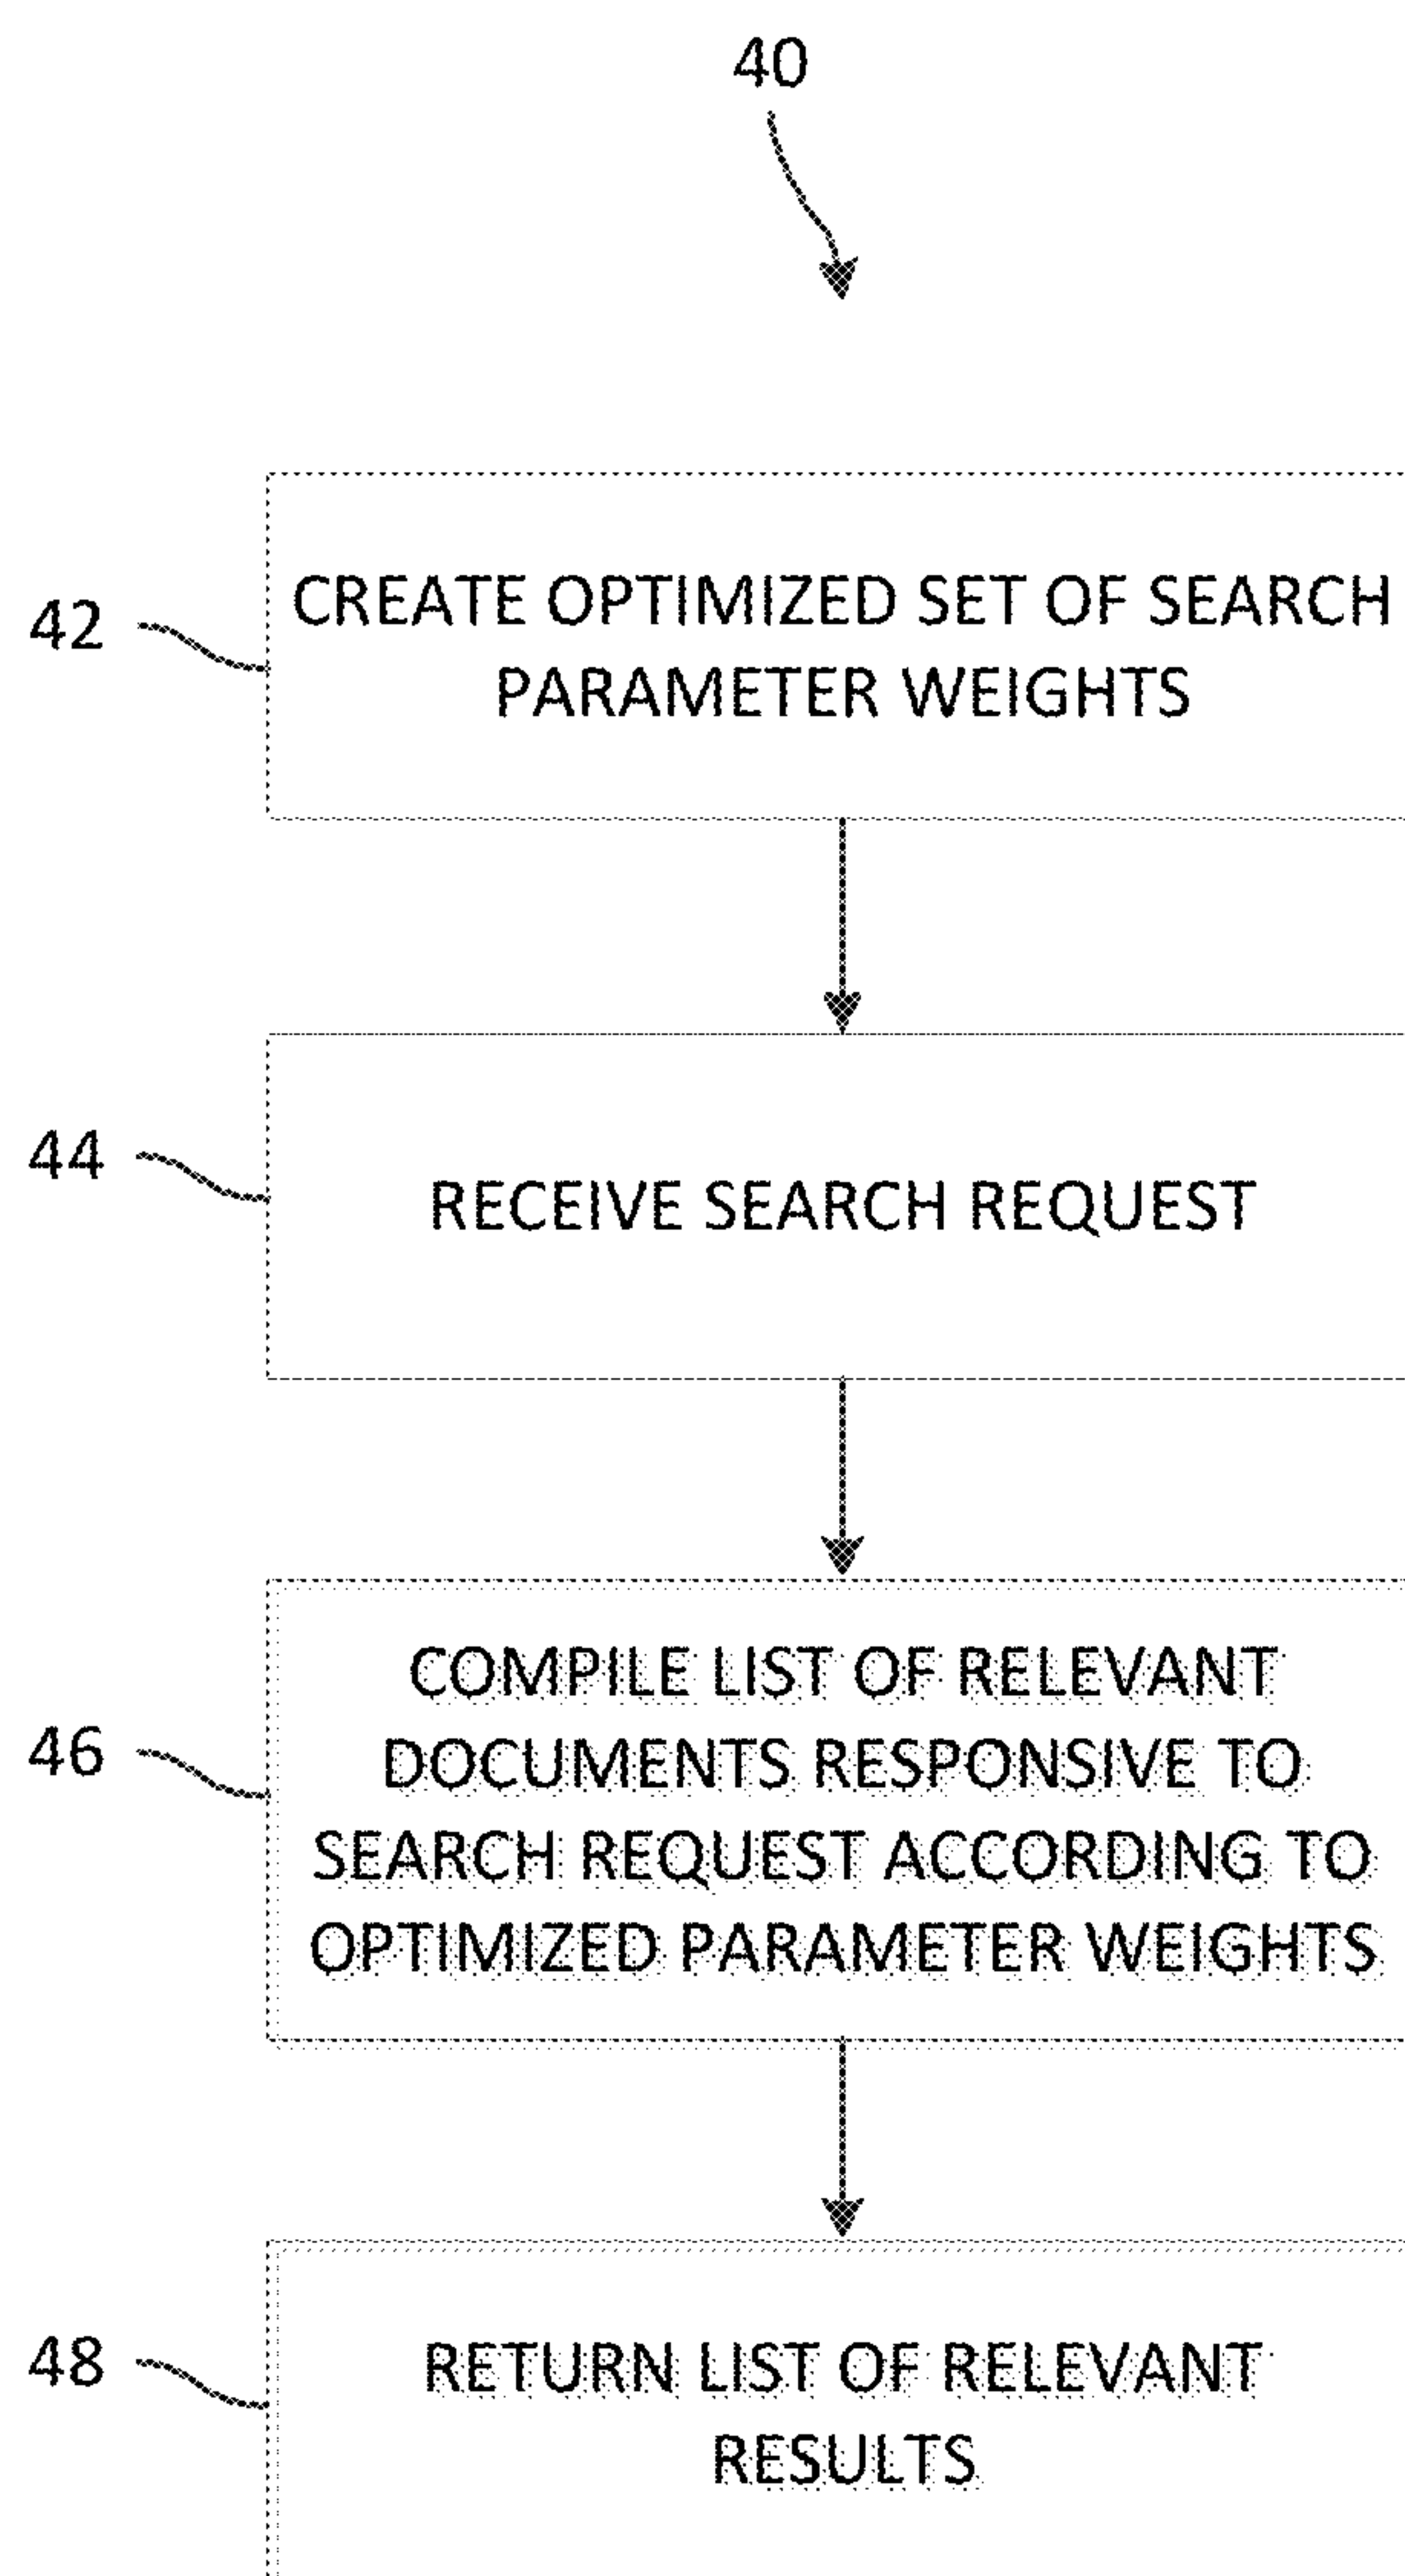 40
42
CREATE OPTIMIZED SET OF SEARCH
PARAMETER WEIGHTS
44
RECEIVE SEARCH REQUEST
46
COMPILE LIST OF RELEVANT
DOCUMENTS RESPONSIVE TO
SEARCH REQUEST ACCORDING TO
OPTIMIZED PARAMETER WEIGHTS
48
RETURN LIST OF RELEVANT
RESULTS